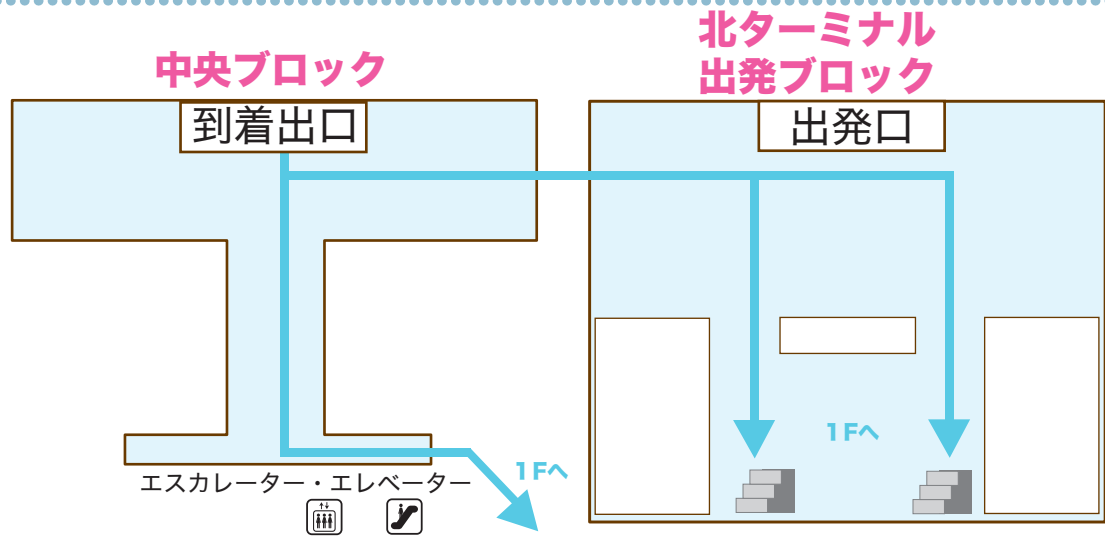 中央ブロック
北ターミナル
出発ブロック
到着出口
出発口
1Fへ
エスカレーター・エレベーター
1Fへ